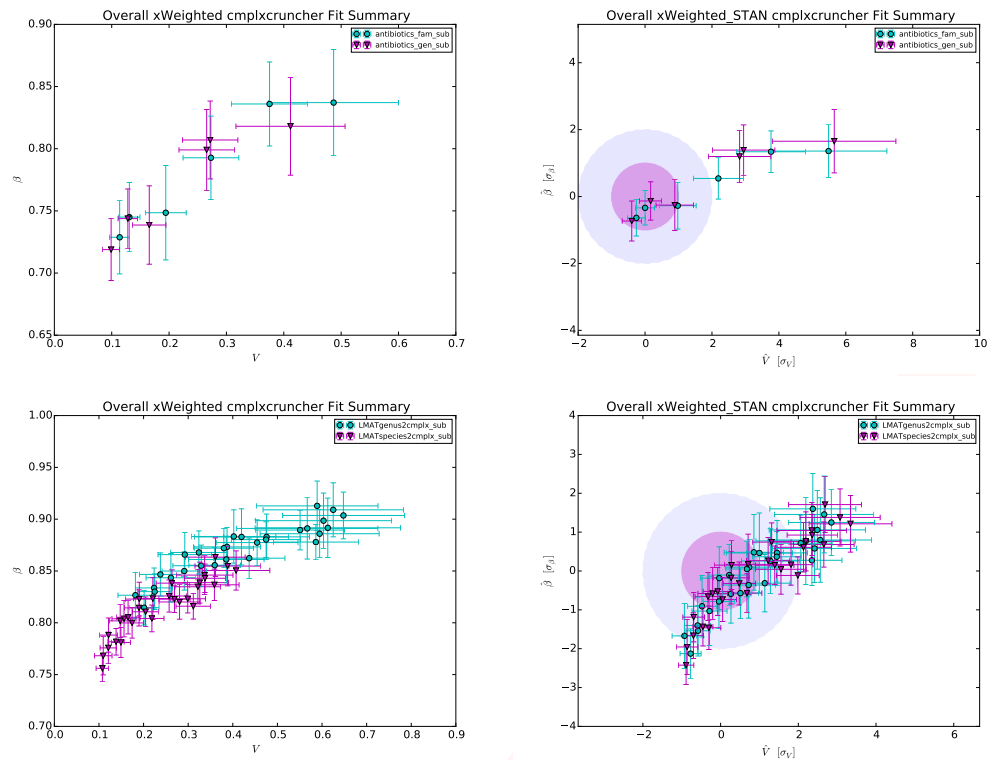 Overall xWeighted cmplxcruncher Fit Summary
0.90
0.85
0.80
0.75
0.70
0.65
β
0.0 0.1 0.2 0.3 0.4 0.5 0.6 0.7
V
antibiotics_fam_sub
antibiotics_gen_sub
Overall xWeighted_STAN cmplxcruncher Fit Summary
4
2
0
−2
−4
β̂ [σβ]
−2 0 2 4 6 8 10
V̂ [σV]
antibiotics_fam_sub
antibiotics_gen_sub
Overall xWeighted cmplxcruncher Fit Summary
1.00
0.95
0.90
0.85
0.80
0.75
0.70
β
0.0 0.1 0.2 0.3 0.4 0.5 0.6 0.7 0.8 0.9
V
LMATgenus2cmplx_sub
LMATspecies2cmplx_sub
Overall xWeighted_STAN cmplxcruncher Fit Summary
4
3
2
1
0
−1
−2
−3
−4
β̂ [σβ]
−2 0 2 4 6
V̂ [σV]
LMATgenus2cmplx_sub
LMATspecies2cmplx_sub